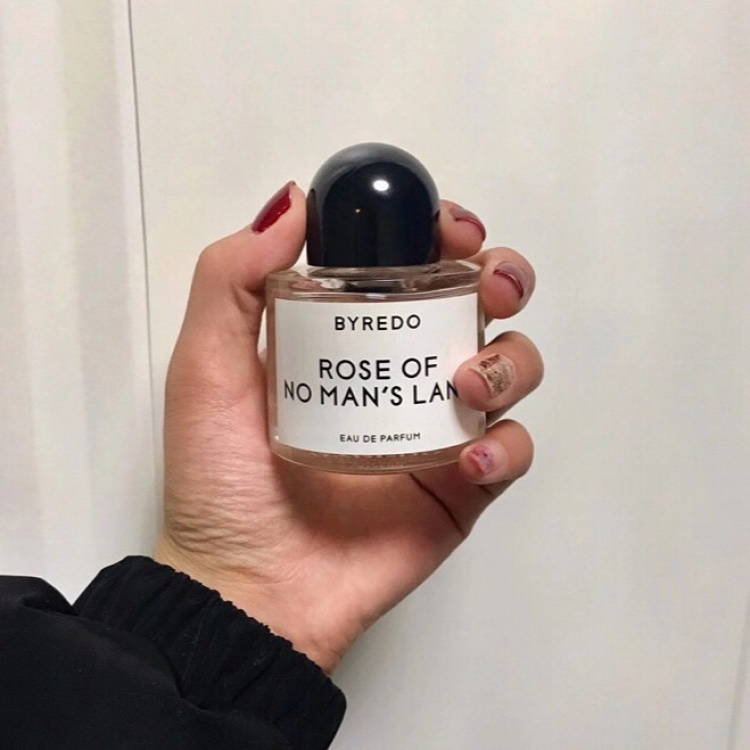 BYREDO
ROSE OF
NO MAN'S LAN
EAU DE PARFUM